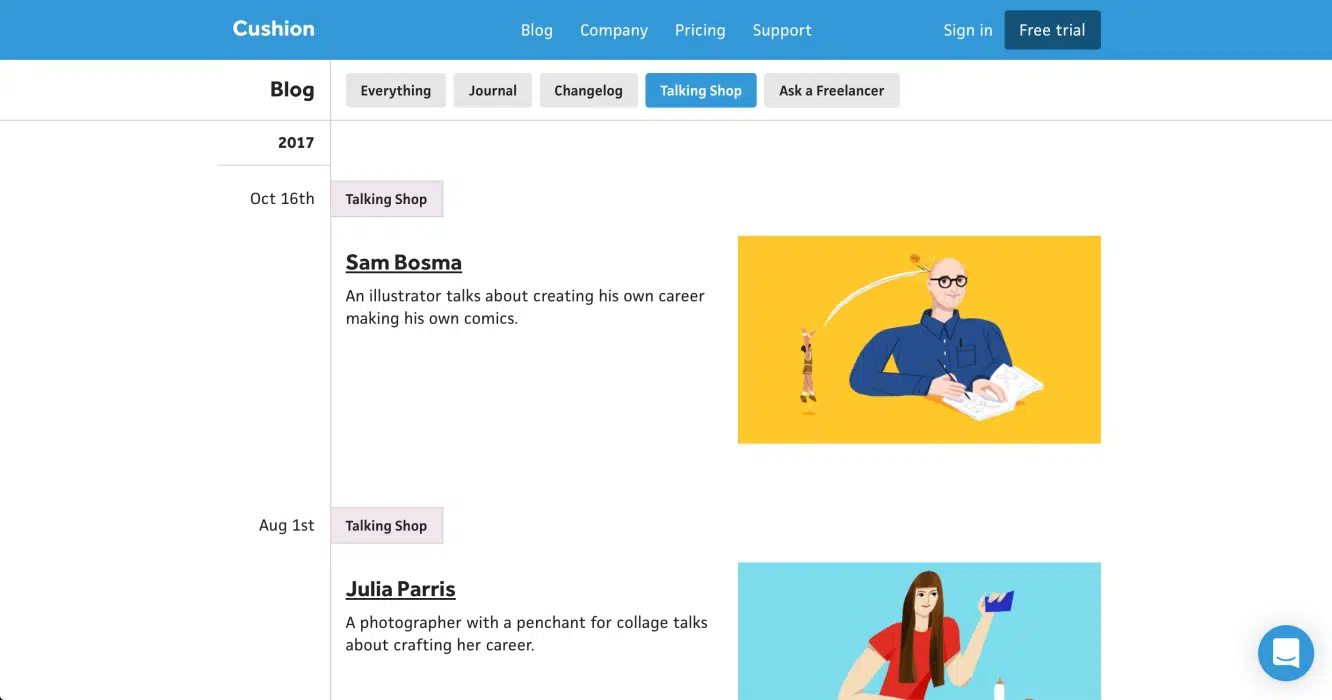 Cushion
Blog
Company
Pricing
Support
Sign in
Free trial
Blog
Everything
Journal
Changelog
Talking Shop
Ask a Freelancer
2017
Oct 16th
Talking Shop
Sam Bosma
An illustrator talks about creating his own career
making his own comics.
Aug 1st
Talking Shop
Julia Parris
A photographer with a penchant for collage talks
about crafting her career.